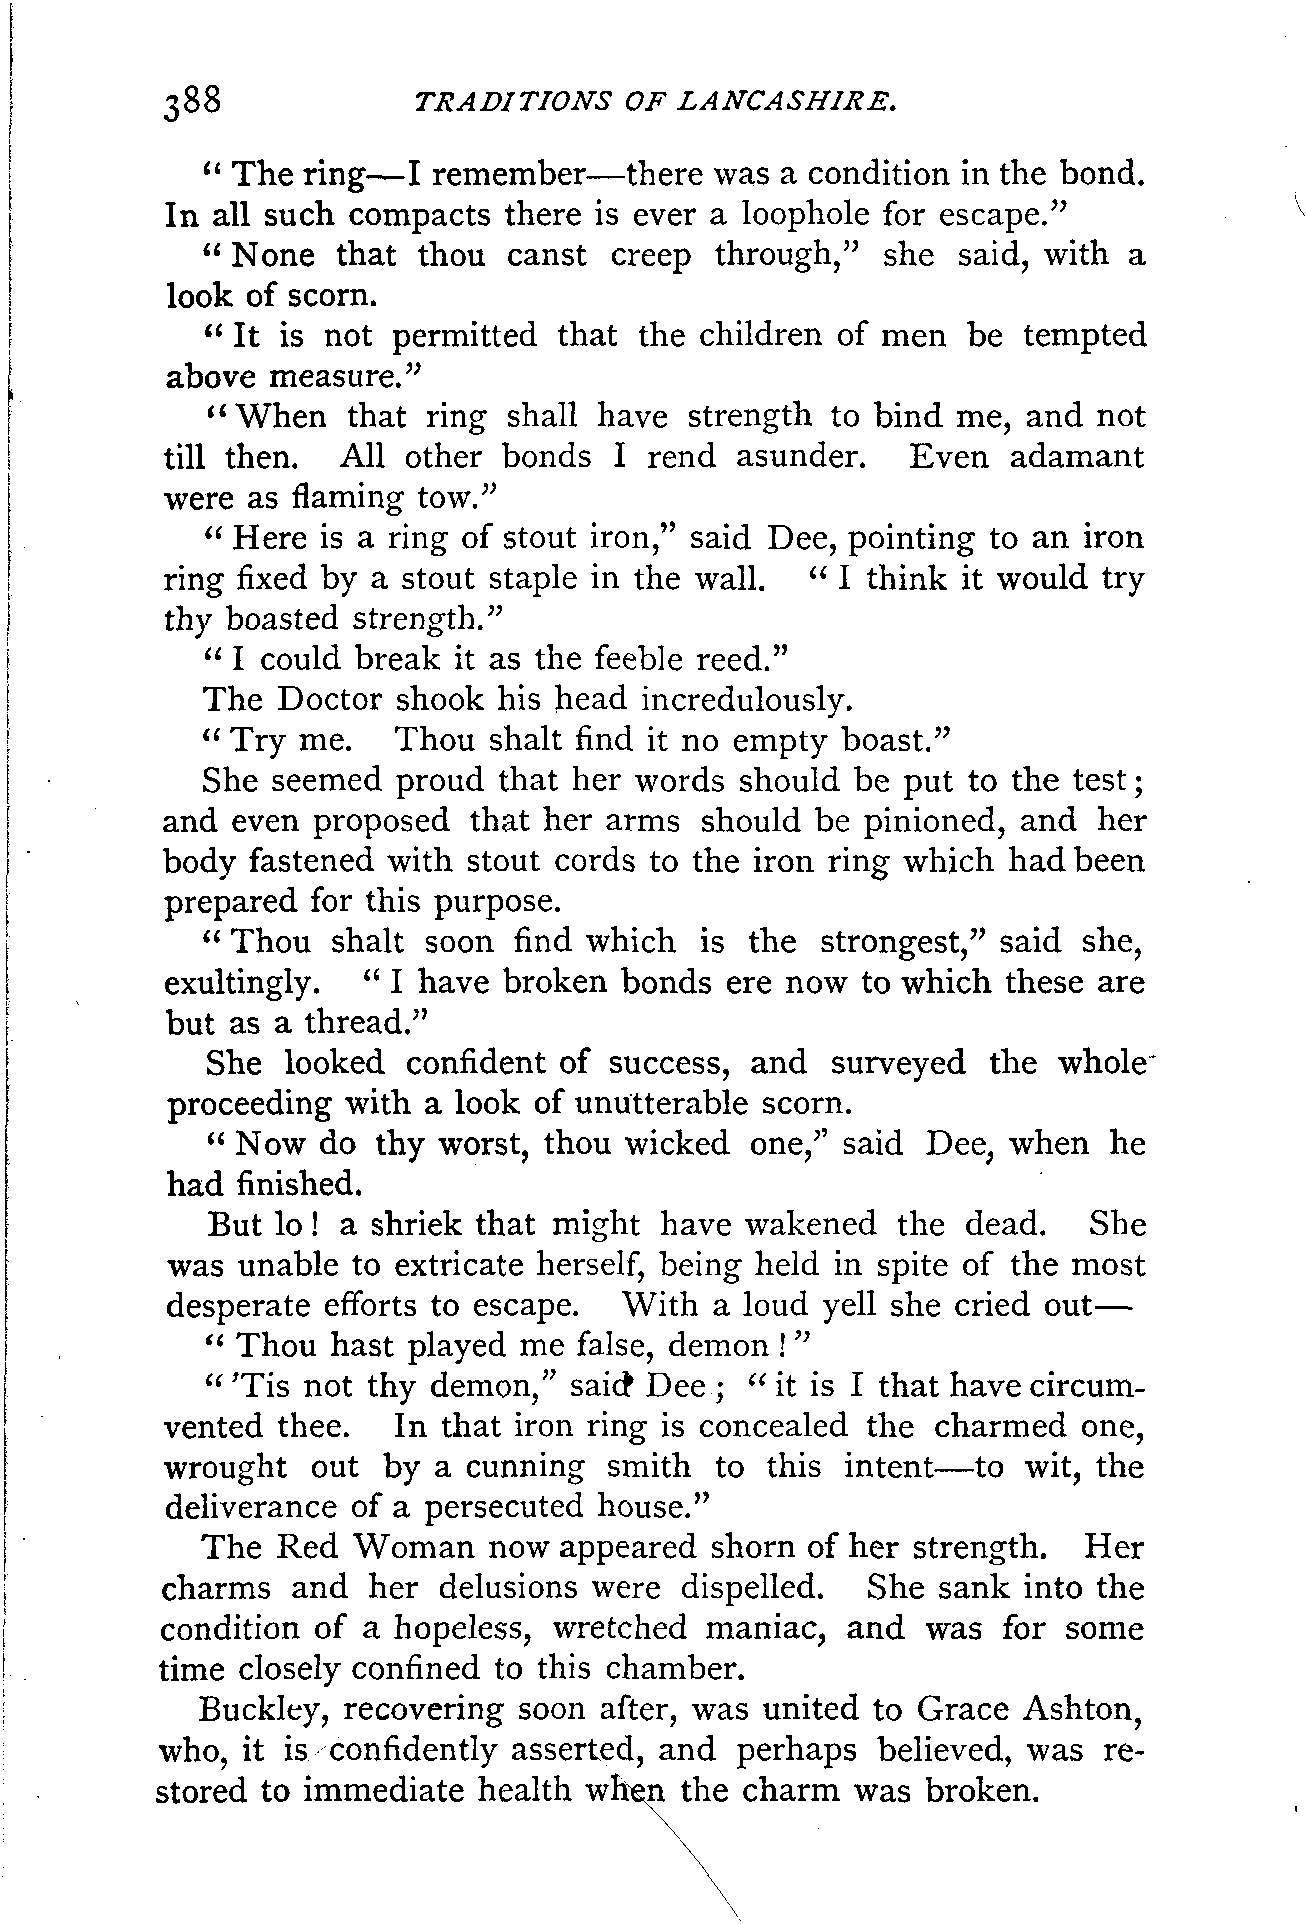 388 TRADITIONS OF LANCASHIRE.
“ The ring—I remember—there was a condition in the bond.
In all such compacts there is ever a loophole for escape.”
“ None that thou canst creep through,” she said, with a
look of scorn.
“ It is not permitted that the children of men be tempted
above measure.”
“ When that ring shall have strength to bind me, and not
till then. All other bonds I rend asunder. Even adamant
were as flaming tow.”
“ Here is a ring of stout iron,” said Dee, pointing to an iron
ring fixed by a stout staple in the wall. “ I think it would try
thy boasted strength.”
“ I could break it as the feeble reed.”
The Doctor shook his head incredulously.
“ Try me. Thou shalt find it no empty boast.”
She seemed proud that her words should be put to the test ;
and even proposed that her arms should be pinioned, and her
body fastened with stout cords to the iron ring which had been
prepared for this purpose.
“ Thou shalt soon find which is the strongest,” said she,
exultingly. “ I have broken bonds ere now to which these are
but as a thread.”
She looked confident of success, and surveyed the whole
proceeding with a look of unutterable scorn.
“ Now do thy worst, thou wicked one,” said Dee, when he
had finished.
But lo ! a shriek that might have wakened the dead. She
was unable to extricate herself, being held in spite of the most
desperate efforts to escape. With a loud yell she cried out—
“ Thou hast played me false, demon ! ”
“ ’Tis not thy demon,” said Dee ; “ it is I that have circum-
vented thee. In that iron ring is concealed the charmed one,
wrought out by a cunning smith to this intent—to wit, the
deliverance of a persecuted house.”
The Red Woman now appeared shorn of her strength. Her
charms and her delusions were dispelled. She sank into the
condition of a hopeless, wretched maniac, and was for some
time closely confined to this chamber.
Buckley, recovering soon after, was united to Grace Ashton,
who, it is confidently asserted, and perhaps believed, was re-
stored to immediate health when the charm was broken.